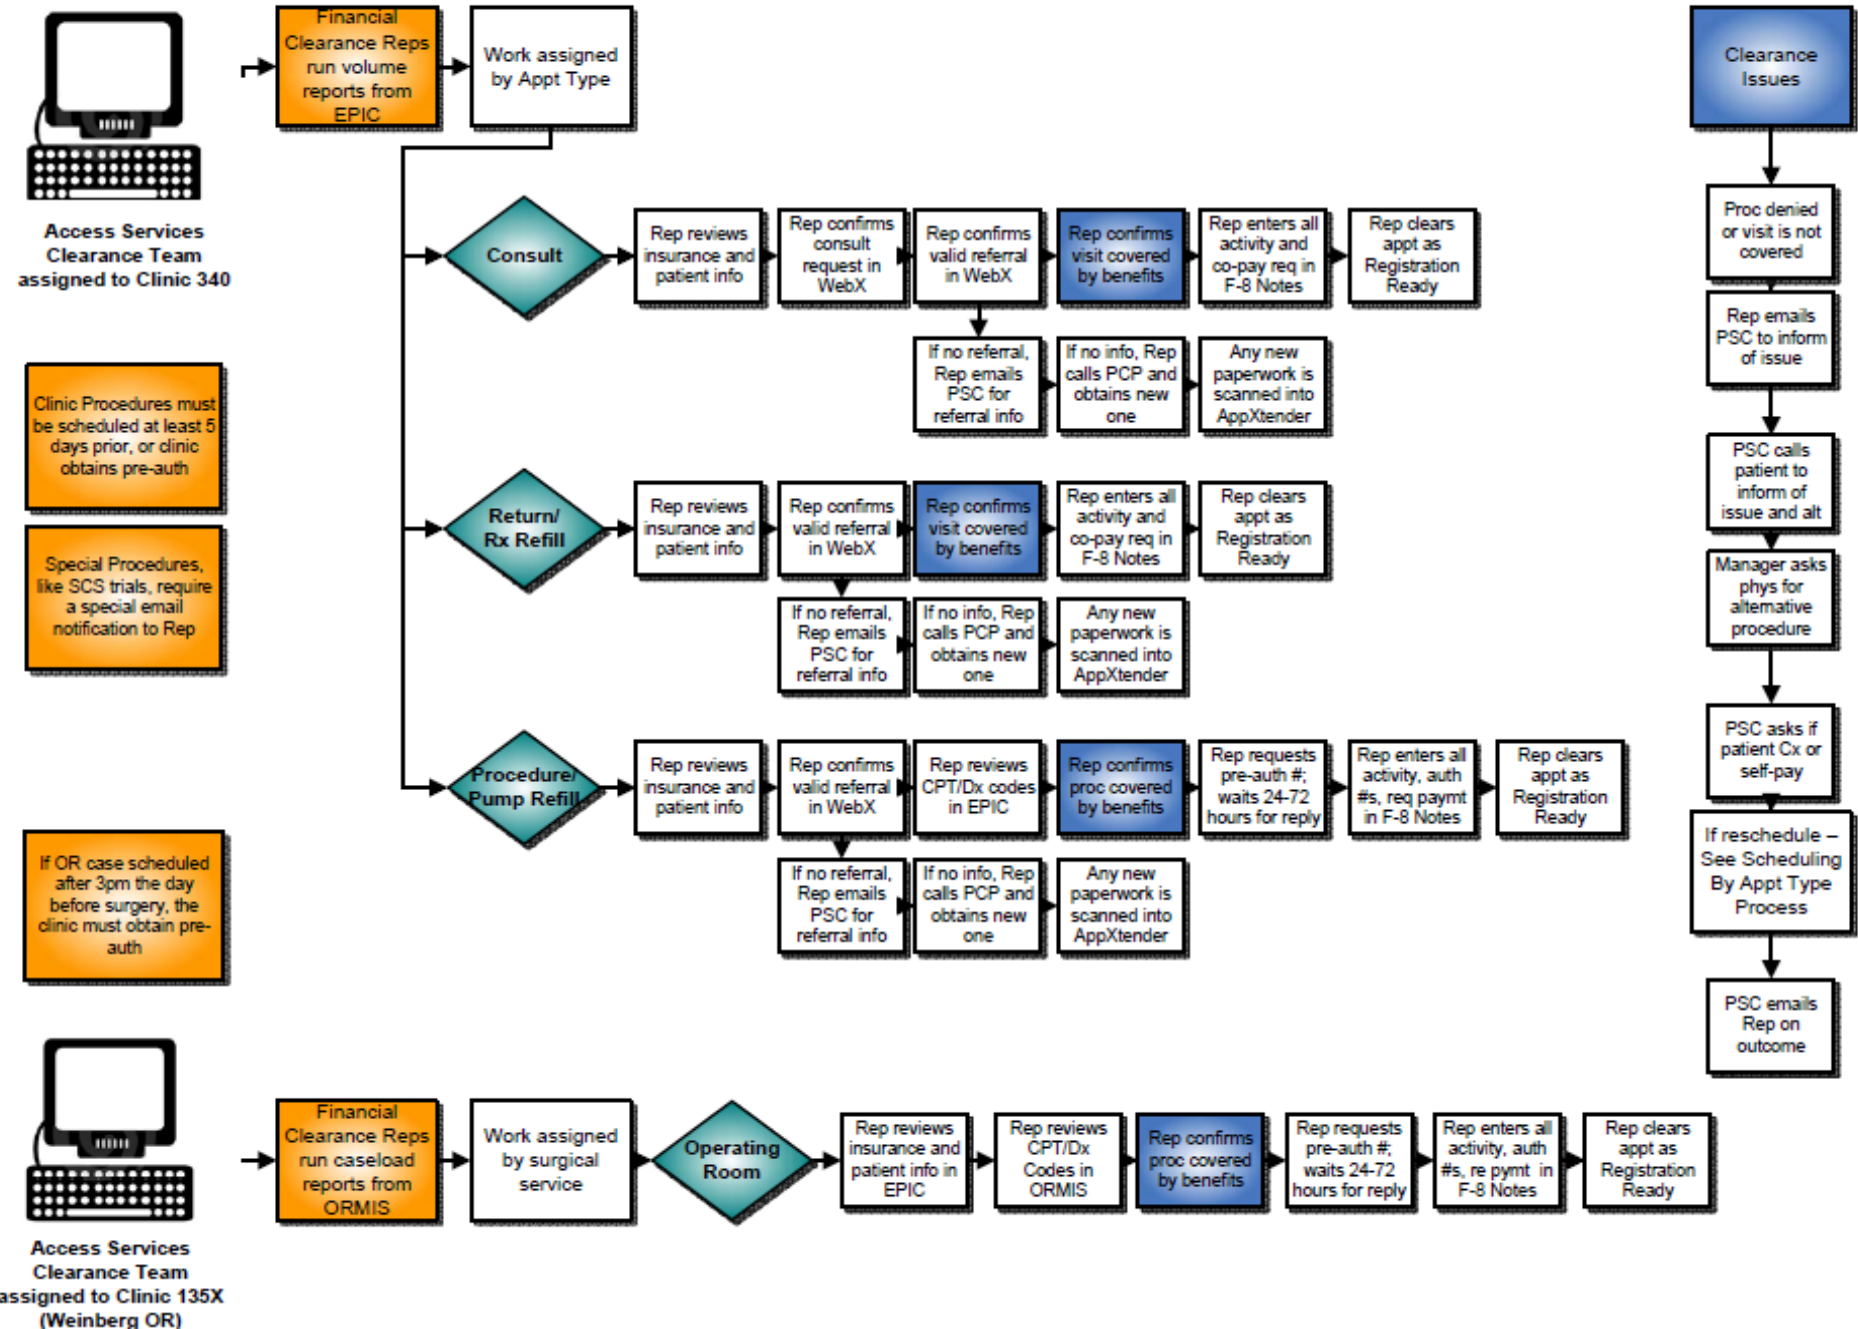 Financial
Clearance Reps
run volume
reports from
EPIC
Work assigned
by Appt Type
Clearance
Issues
Access Services
Clearance Team
assigned to Clinic 340
Consult
Rep reviews
insurance and
patient info
Rep confirms
consult
request in
WebX
Rep confirms
valid referral
in WebX
Rep confirms
visit covered
by benefits
Rep enters all
activity and
co-pay req in
F-8 Notes
Rep clears
appt as
Registration
Ready
If no referral,
Rep emails
PSC for
referral info
If no info, Rep
calls PCP and
obtains new
one
Any new
paperwork is
scanned into
AppXtender
Clinic Procedures must
be scheduled at least 5
days prior, or clinic
obtains pre-auth
Return/
Rx Refill
Rep reviews
insurance and
patient info
Rep confirms
valid referral
in WebX
Rep confirms
visit covered
by benefits
Rep enters all
activity and
co-pay req in
F-8 Notes
Rep clears
appt as
Registration
Ready
If no referral,
Rep emails
PSC for
referral info
If no info, Rep
calls PCP and
obtains new
one
Any new
paperwork is
scanned into
AppXtender
Special Procedures,
like SCS trials, require
a special email
notification to Rep
Procedure/
Pump Refill
Rep reviews
insurance and
patient info
Rep confirms
valid referral
in WebX
Rep reviews
CPT/Dx codes
in EPIC
Rep confirms
proc covered
by benefits
Rep requests
pre-auth #;
waits 24-72
hours for reply
Rep enters all
activity, auth
#s, req paymt
in F-8 Notes
Rep clears
appt as
Registration
Ready
If no referral,
Rep emails
PSC for
referral info
If no info, Rep
calls PCP and
obtains new
one
Any new
paperwork is
scanned into
AppXtender
If OR case scheduled
after 3pm the day
before surgery, the
clinic must obtain pre-
auth
Proc denied
or visit is not
covered
Rep emails
PSC to inform
of issue
PSC calls
patient to
inform of
issue and alt
Manager asks
phys for
alternative
procedure
PSC asks if
patient Cx or
self-pay
If reschedule –
See Scheduling
By Appt Type
Process
PSC emails
Rep on
outcome
Financial
Clearance Reps
run caseload
reports from
ORMIS
Work assigned
by surgical
service
Operating
Room
Rep reviews
insurance and
patient info in
EPIC
Rep reviews
CPT/Dx
Codes in
ORMIS
Rep confirms
proc covered
by benefits
Rep requests
pre-auth #;
waits 24-72
hours for reply
Rep enters all
activity, auth
#s, re pymt in
F-8 Notes
Rep clears
appt as
Registration
Ready
Access Services
Clearance Team
assigned to Clinic 135X
(Weinberg OR)